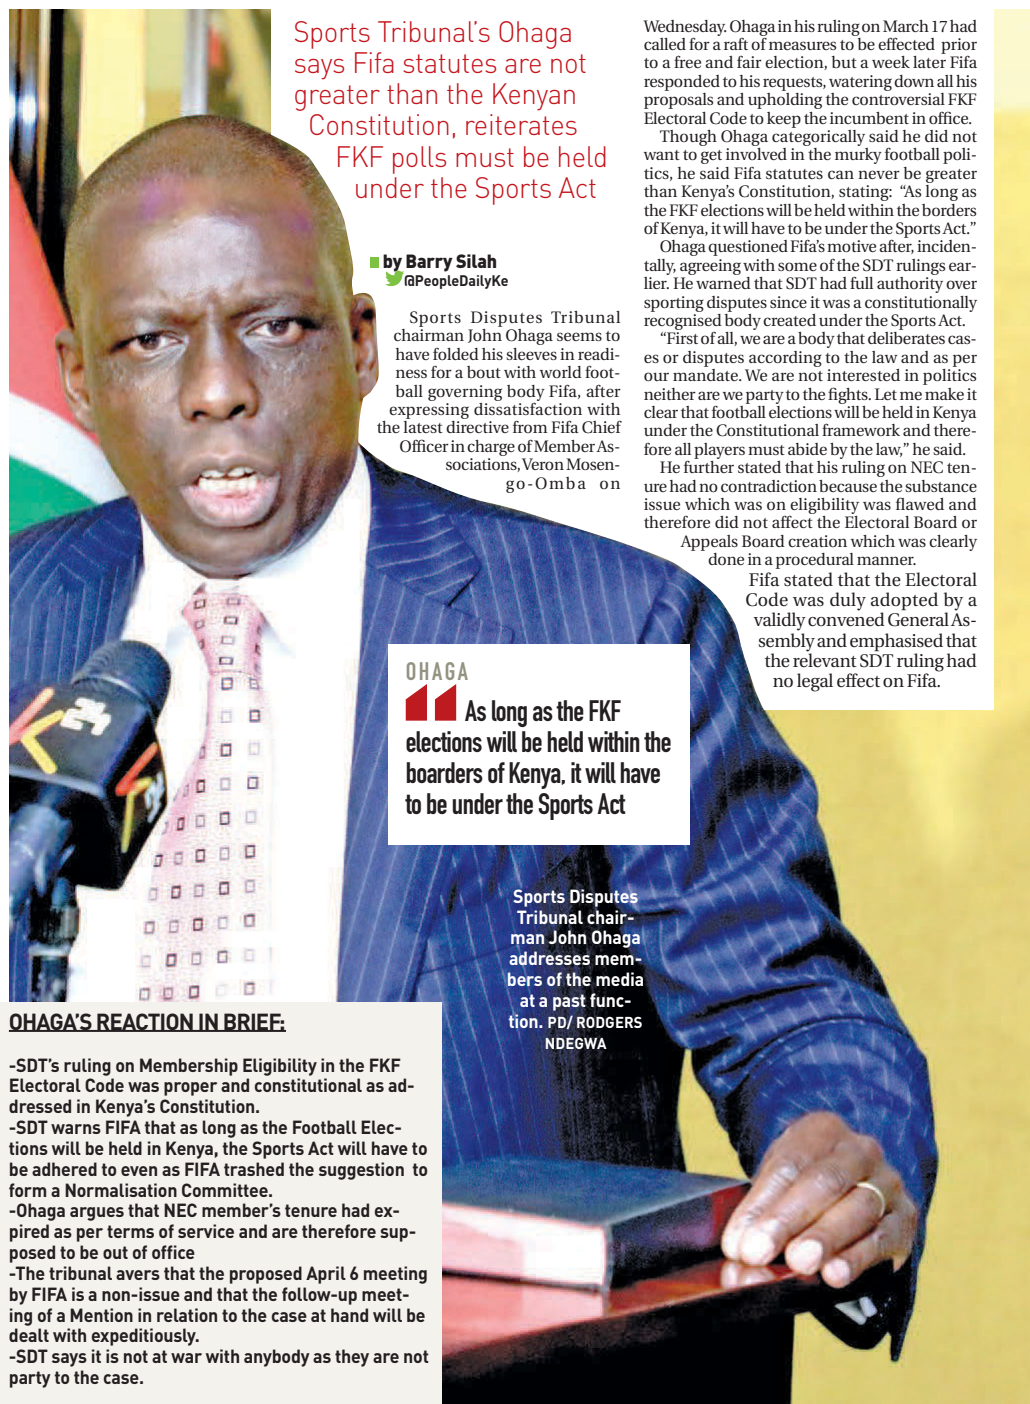 Sports Tribunal’s Ohaga
says Fifa statutes are not
greater than the Kenyan
Constitution, reiterates
FKF polls must be held
under the Sports Act
by Barry Silah
@PeopleDailyKe
Sports Disputes Tribunal
chairman John Ohaga seems to
have folded his sleeves in readi-
ness for a bout with world foot-
ball governing body Fifa, after
expressing dissatisfaction with
the latest directive from Fifa Chief
Officer in charge of Member As-
sociations, Veron Mosen-
go-Omba on
Wednesday. Ohaga in his ruling on March 17 had
called for a raft of measures to be effected prior
to a free and fair election, but a week later Fifa
responded to his requests, watering down all his
proposals and upholding the controversial FKF
Electoral Code to keep the incumbent in office.
Though Ohaga categorically said he did not
want to get involved in the murky football poli-
tics, he said Fifa statutes can never be greater
than Kenya’s Constitution, stating: “As long as
the FKF elections will be held within the borders
of Kenya, it will have to be under the Sports Act.”
Ohaga questioned Fifa’s motive after, inciden-
tally, agreeing with some of the SDT rulings ear-
lier. He warned that SDT had full authority over
sporting disputes since it was a constitutionally
recognised body created under the Sports Act.
“First of all, we are a body that deliberates cas-
es or disputes according to the law and as per
our mandate. We are not interested in politics
neither are we party to the fights. Let me make it
clear that football elections will be held in Kenya
under the Constitutional framework and there-
fore all players must abide by the law,” he said.
He further stated that his ruling on NEC ten-
ure had no contradiction because the substance
issue which was on eligibility was flawed and
therefore did not affect the Electoral Board or
Appeals Board creation which was clearly
done in a procedural manner.
Fifa stated that the Electoral
Code was duly adopted by a
validly convened General As-
sembly and emphasised that
the relevant SDT ruling had
no legal effect on Fifa.
OHAGA
As long as the FKF
elections will be held within the
boarders of Kenya, it will have
to be under the Sports Act
K24
Sports Disputes
Tribunal chair-
man John Ohaga
addresses mem-
bers of the media
at a past func-
tion. PD/ RODGERS
NDEGWA
OHAGA’S REACTION IN BRIEF:
-SDT’s ruling on Membership Eligibility in the FKF
Electoral Code was proper and constitutional as ad-
dressed in Kenya’s Constitution.
-SDT warns FIFA that as long as the Football Elec-
tions will be held in Kenya, the Sports Act will have to
be adhered to even as FIFA trashed the suggestion to
form a Normalisation Committee.
-Ohaga argues that NEC member’s tenure had ex-
pired as per terms of service and are therefore sup-
posed to be out of office
-The tribunal avers that the proposed April 6 meeting
by FIFA is a non-issue and that the follow-up meet-
ing of a Mention in relation to the case at hand will be
dealt with expeditiously.
-SDT says it is not at war with anybody as they are not
party to the case.